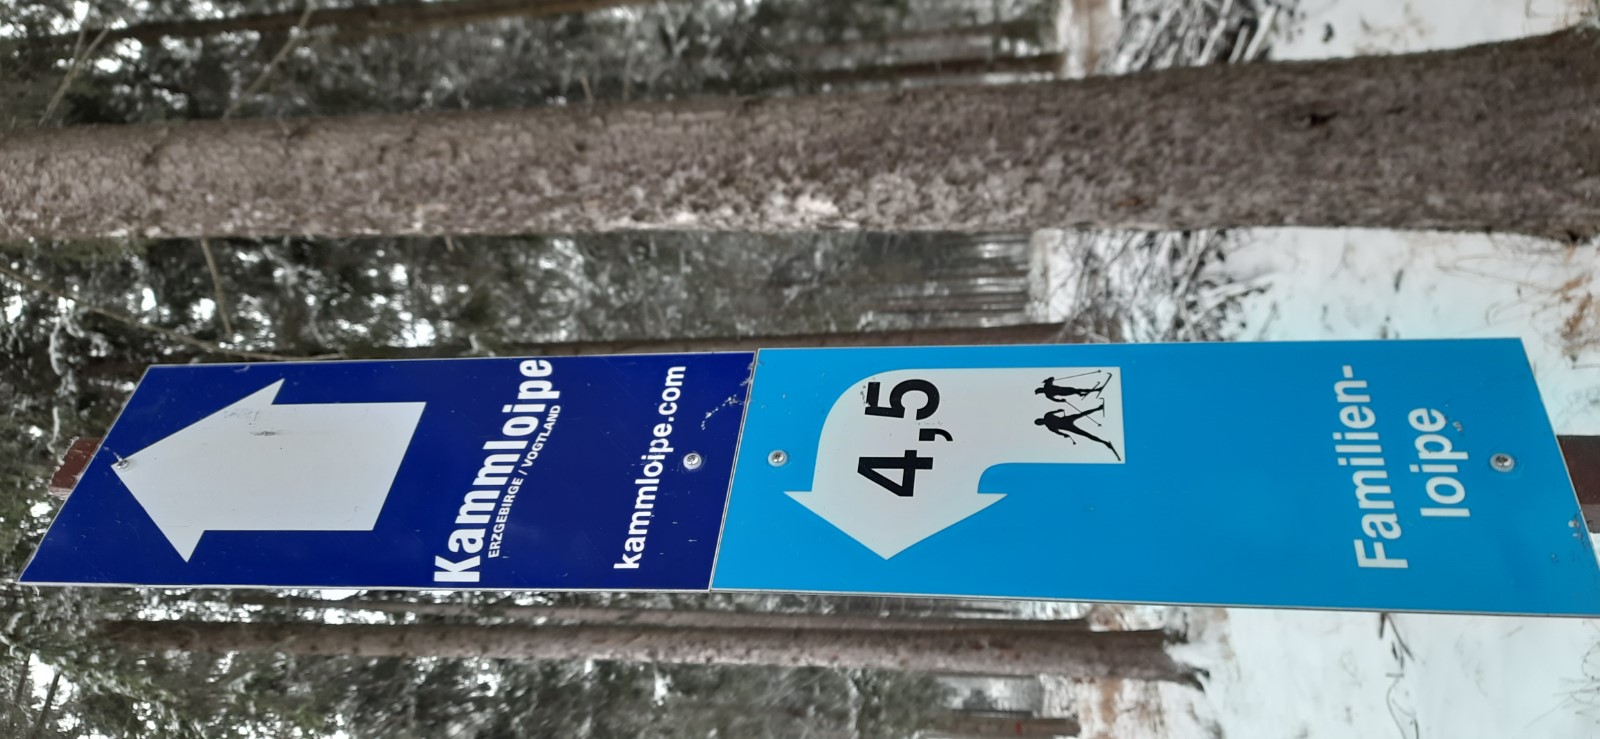 Kammloipe
ERZGEBIRGE / VOGTLAND
kammloipe.com
4,5
Familien-
loipe